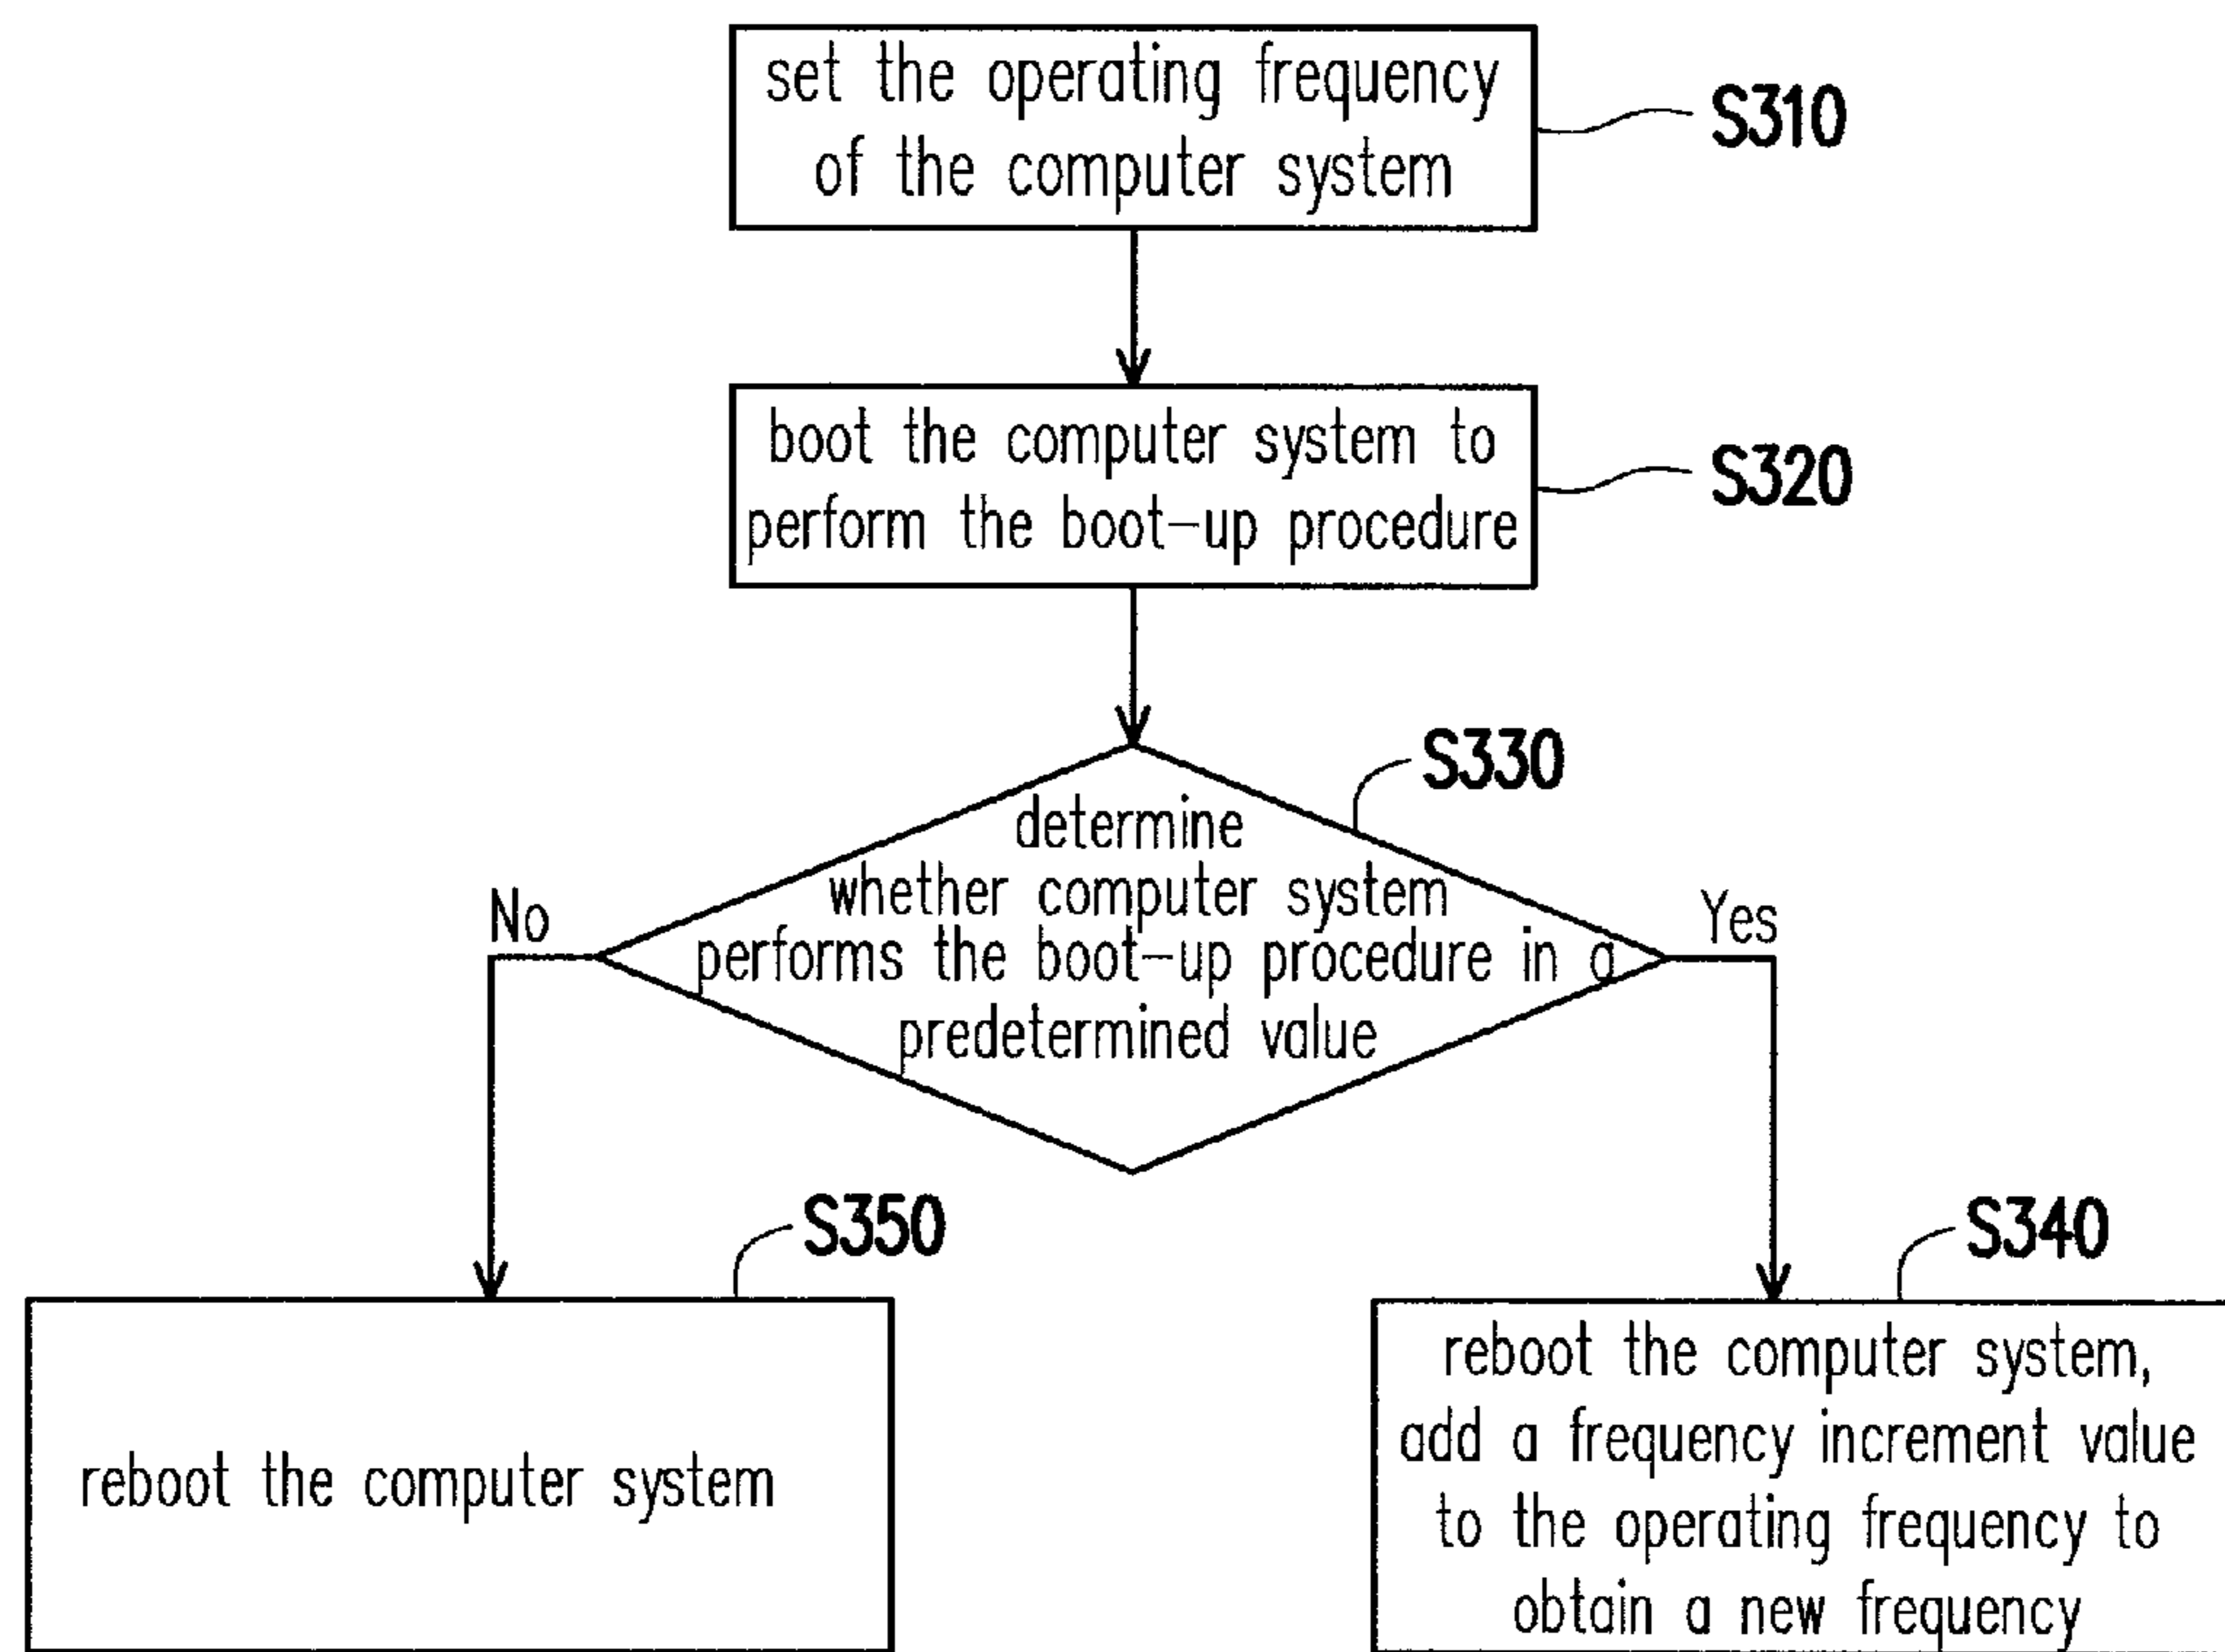 set the operating frequency
of the computer system
S310
boot the computer system to
perform the boot-up procedure
S320
S330
determine
whether computer system
performs the boot-up procedure in a
predetermined value
No
Yes
S350
reboot the computer system
S340
reboot the computer system,
add a frequency increment value
to the operating frequency to
obtain a new frequency